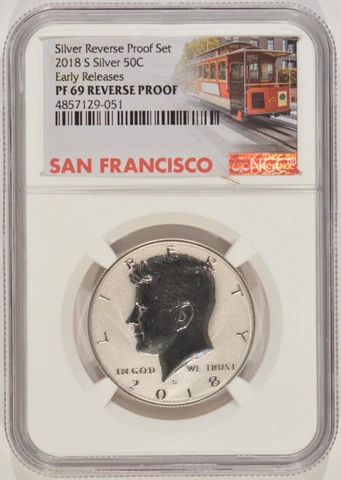 Silver Reverse Proof Set
2018 S Silver 50C
Early Releases
PF 69 REVERSE PROOF
4857129-051
SAN FRANCISCO
NGC
LIBERTY
IN GOD WE TRUST
S
2018